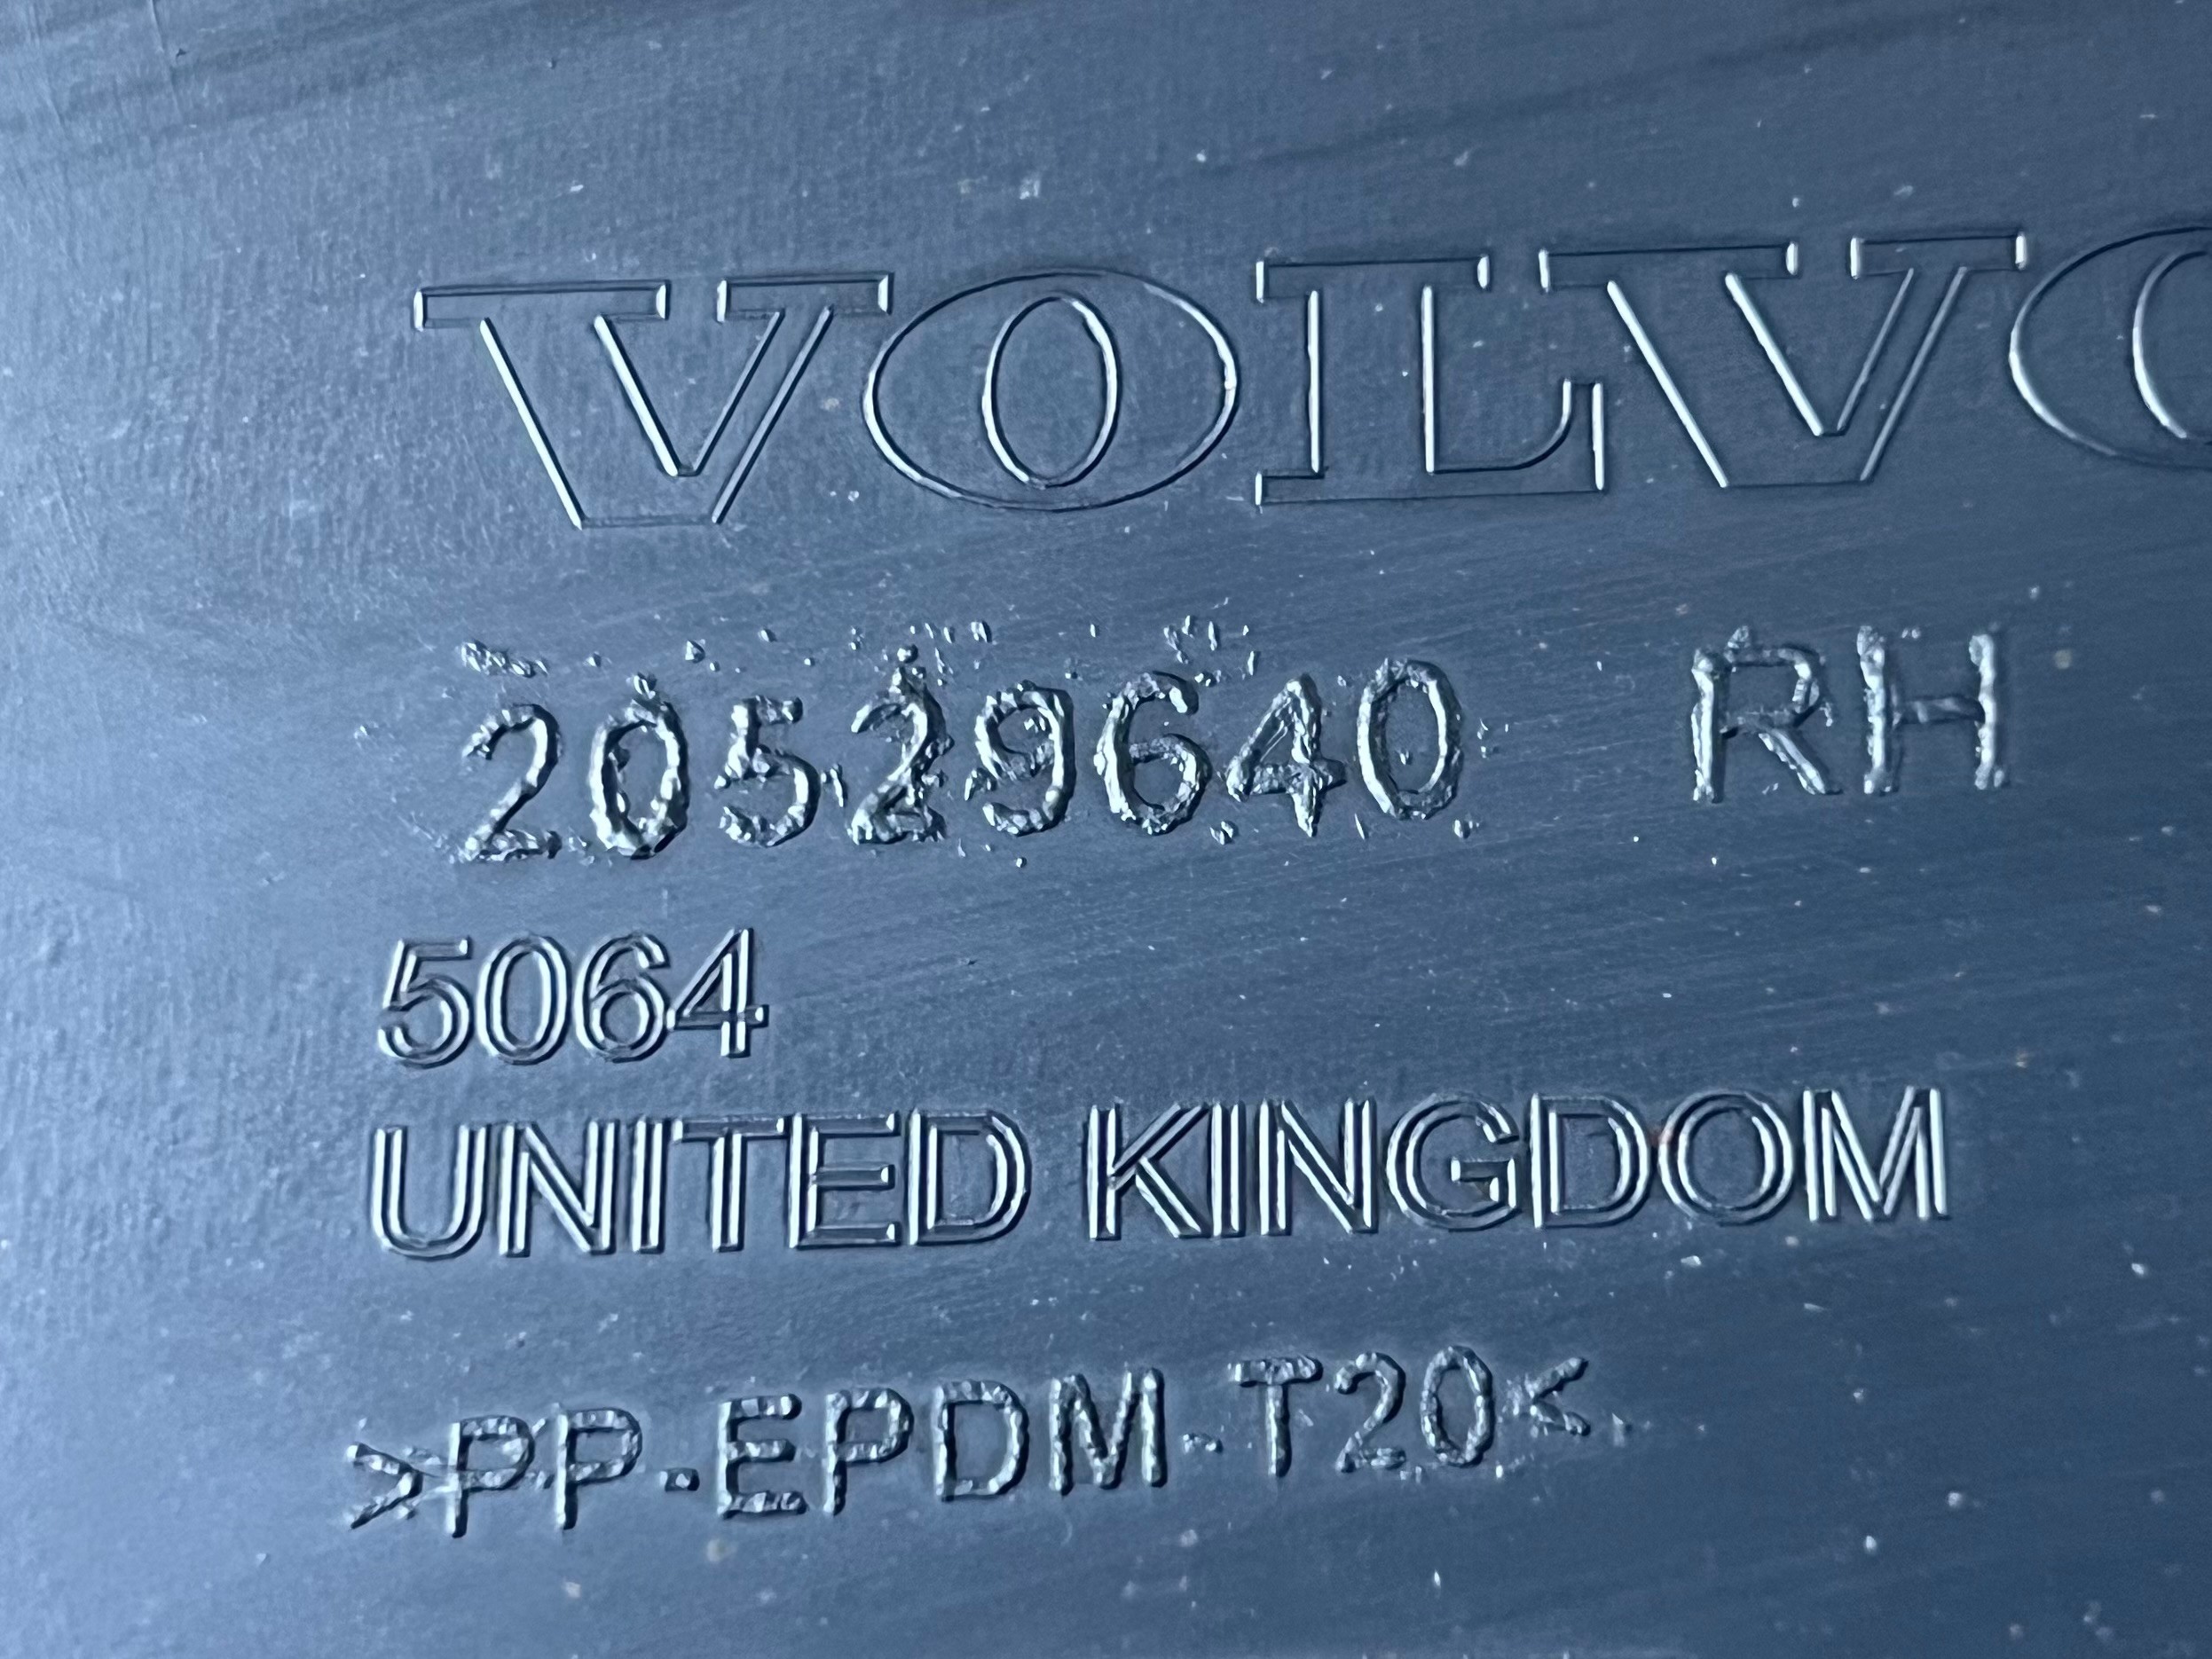 VOLVO
20529640 RH
5064
UNITED KINGDOM
>PP-EPDM-T20<